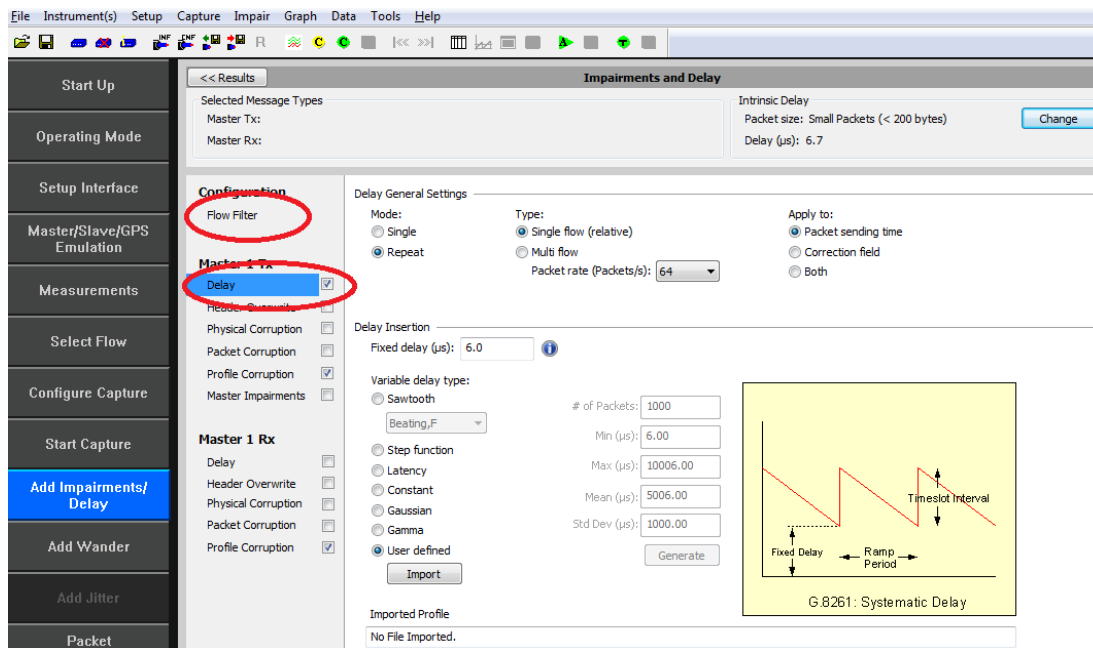 File Instrument(s) Setup Capture Impair Graph Data Tools Help
INF INF R C C A T
Start Up
Operating Mode
Setup Interface
Master/Slave/GPS
Emulation
Measurements
Select Flow
Configure Capture
Start Capture
Add Impairments/
Delay
Add Wander
Add Jitter
Packet
<< Results
Impairments and Delay
Selected Message Types
Master Tx:
Master Rx:
Intrinsic Delay
Packet size: Small Packets (< 200 bytes)
Change
Delay (µs): 6.7
Configuration
Flow Filter
Master 1 Tx
Delay
Header Overwrite
Physical Corruption
Packet Corruption
Profile Corruption
Master Impairments
Master 1 Rx
Delay
Header Overwrite
Physical Corruption
Packet Corruption
Profile Corruption
Delay General Settings
Mode:
Single
Repeat
Type:
Single flow (relative)
Multi flow
Packet rate (Packets/s): 64
Apply to:
Packet sending time
Correction field
Both
Delay Insertion
Fixed delay (µs): 6.0
Variable delay type:
Sawtooth
Beating,F
Step function
Latency
Constant
Gaussian
Gamma
User defined
Import
# of Packets: 1000
Min (µs): 6.00
Max (µs): 10006.00
Mean (µs): 5006.00
Std Dev (µs): 1000.00
Generate
Timeslot Interval
Fixed Delay
Ramp
Period
G.8261: Systematic Delay
Imported Profile
No File Imported.